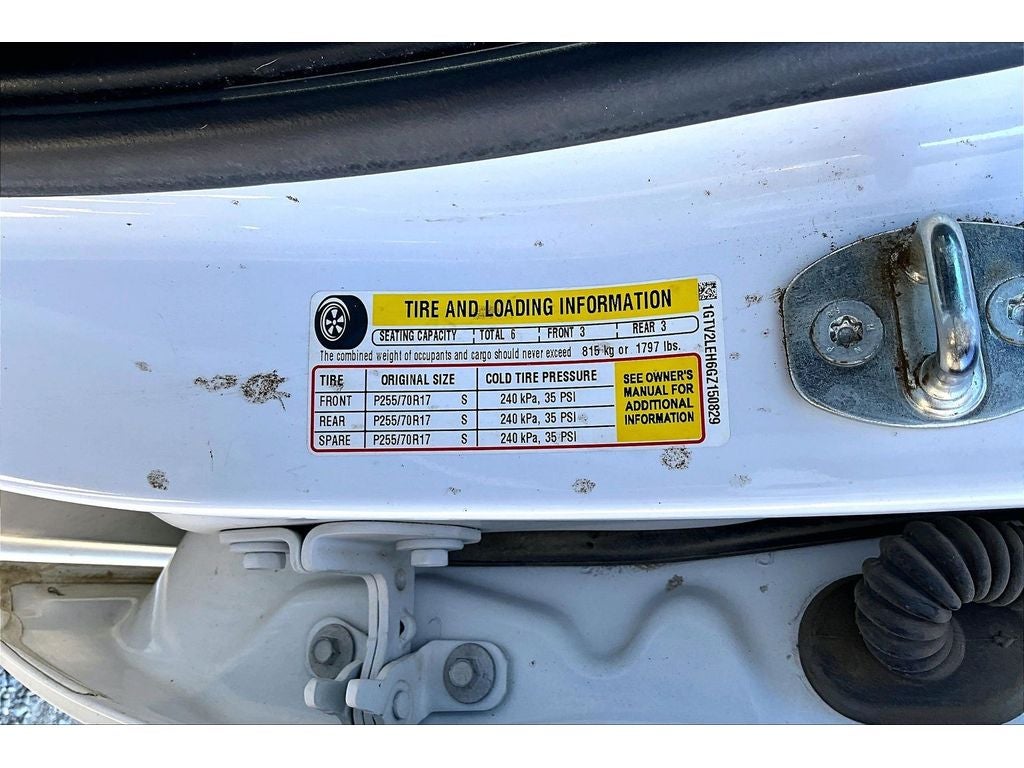 TIRE AND LOADING INFORMATION
SEATING CAPACITY TOTAL 6 FRONT 3 REAR 3
The combined weight of occupants and cargo should never exceed 815 kg or 1797 lbs.
TIRE ORIGINAL SIZE COLD TIRE PRESSURE
FRONT P255/70R17 S 240 kPa, 35 PSI
REAR P255/70R17 S 240 kPa, 35 PSI
SPARE P255/70R17 S 240 kPa, 35 PSI
SEE OWNER'S
MANUAL FOR
ADDITIONAL
INFORMATION
1GTV2LEH6GZ150829